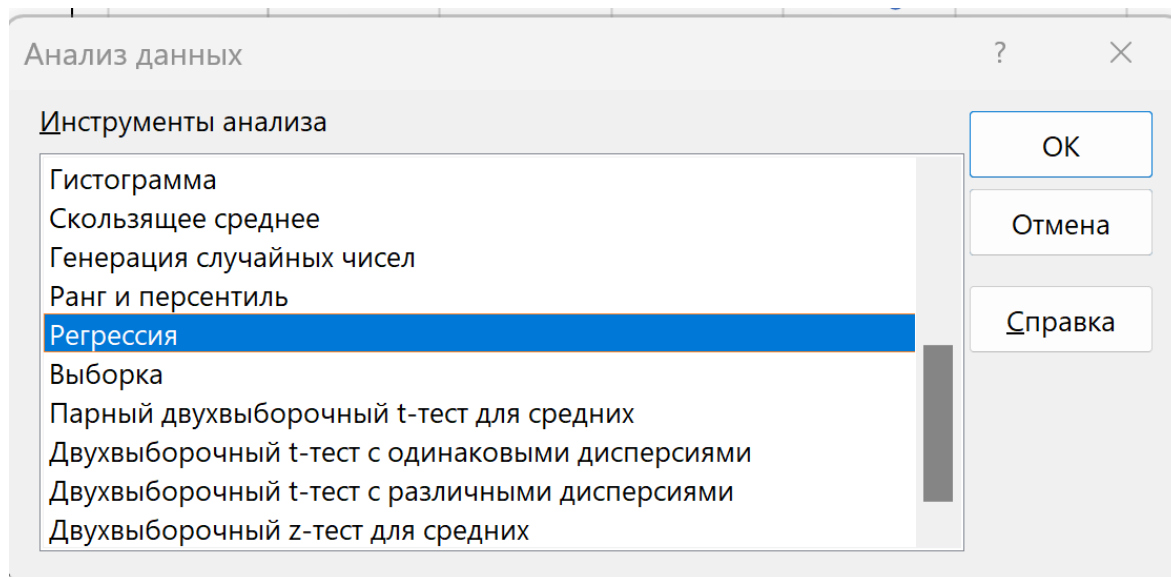 Анализ данных
?
Инструменты анализа
Гистограмма
Скользящее среднее
Генерация случайных чисел
Ранг и персентиль
Регрессия
Выборка
Парный двухвыборочный t-тест для средних
Двухвыборочный t-тест с одинаковыми дисперсиями
Двухвыборочный t-тест с различными дисперсиями
Двухвыборочный z-тест для средних
ОК
Отмена
Справка